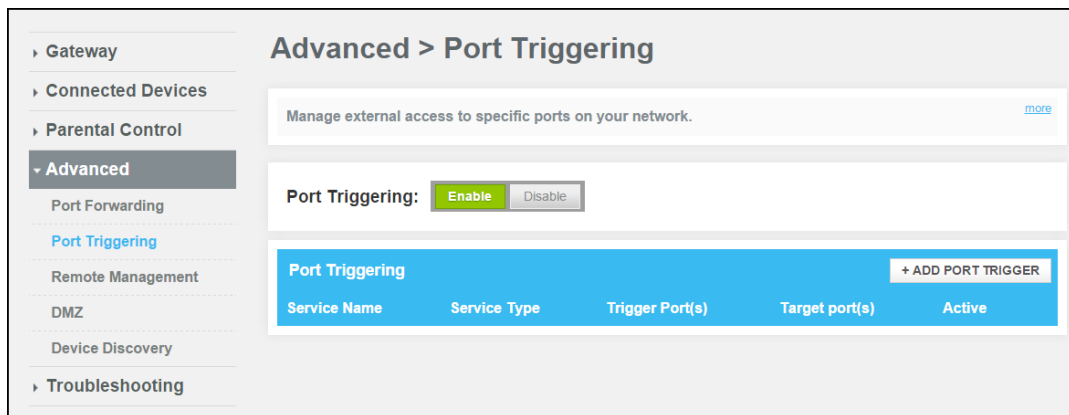 Gateway
Connected Devices
Parental Control
Advanced
Port Forwarding
Port Triggering
Remote Management
DMZ
Device Discovery
Troubleshooting
Advanced > Port Triggering
Manage external access to specific ports on your network.
more
Port Triggering: Enable Disable
Port Triggering
+ ADD PORT TRIGGER
Service Name Service Type Trigger Port(s) Target port(s) Active